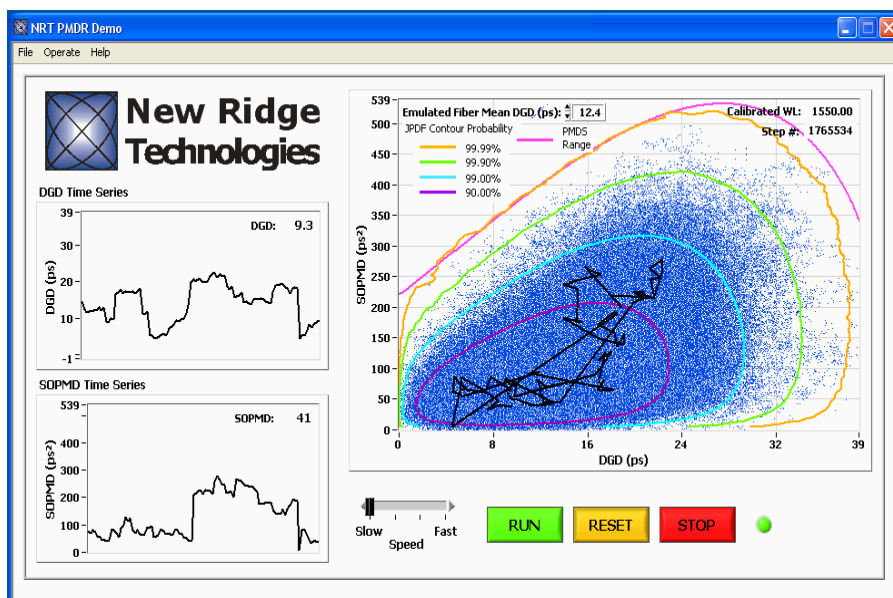 NRT PMDR Demo
File Operate Help
New Ridge
Technologies
DGD Time Series
39
30
20
10
-1
DGD (ps)
DGD: 9.3
SOPMD Time Series
539
400
300
200
100
0
SOPMD (ps²)
SOPMD: 41
Emulated Fiber Mean DGD (ps): 12.4
Calibrated WL: 1550.00
Step #: 1765534
JPDF Contour Probability
99.99%
99.90%
99.00%
90.00%
PMDS
Range
539
500
450
400
350
300
250
200
150
100
50
0
SOPMD (ps²)
0 8 16 24 32 39
DGD (ps)
Slow Fast
Speed
RUN
RESET
STOP